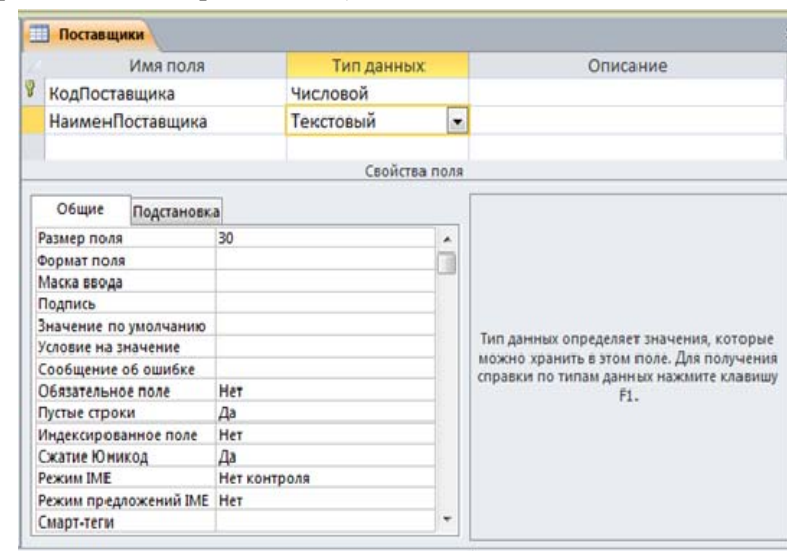 Поставщики
Имя поля Тип данных Описание
КодПоставщика Числовой
НаименПоставщика Текстовый
Свойства поля
Общие Подстановка
Размер поля 30
Формат поля
Маска ввода
Подпись
Значение по умолчанию
Условие на значение
Сообщение об ошибке
Обязательное поле Нет
Пустые строки Да
Индексированное поле Нет
Сжатие Юникод Да
Режим IME Нет контроля
Режим предложений IME Нет
Смарт-теги
Тип данных определяет значения, которые
можно хранить в этом поле. Для получения
справки по типам данных нажмите клавишу
F1.